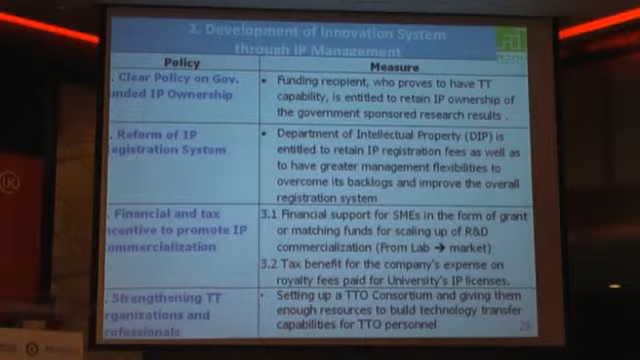 2. Development of Innovation System
through IP Management
Policy
Measure
. Clear Policy on Gov.
nded IP Ownership
• Funding recipient, who proves to have TT
capability, is entitled to retain IP ownership of
the government sponsored research results .
. Reform of IP
egistration System
• Department of Intellectual Property (DIP) is
entitled to retain IP registration fees as well as
to have greater management flexibilities to
overcome its backlogs and improve the overall
registration system
. Financial and tax
ncentive to promote IP
ommercialization
3.1 Financial support for SMEs in the form of grant
or matching funds for scaling up of R&D
commercialization (From Lab ➔ market)
3.2 Tax benefit for the company's expense on
royalty fees paid for University's IP licenses.
. Strengthening TT
rganizations and
rofessionals
• Setting up a TTO Consortium and giving them
enough resources to build technology transfer
capabilities for TTO personnel